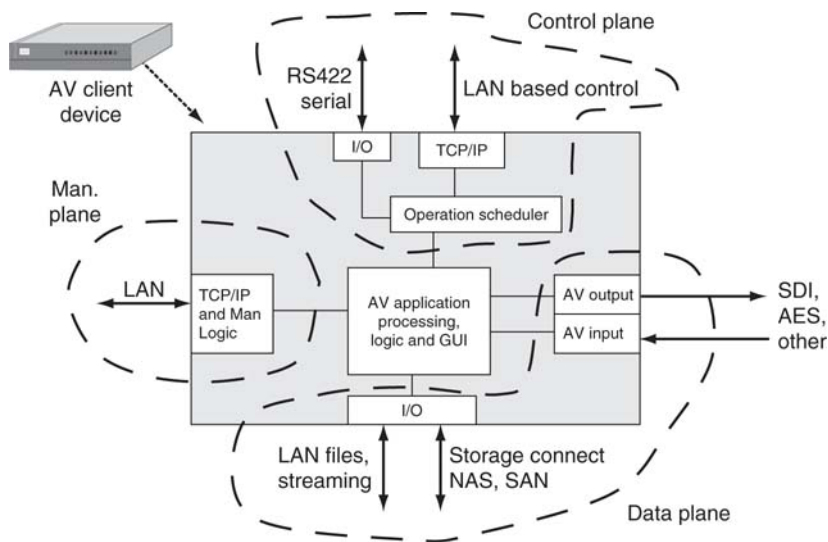 Control plane
AV client
device
RS422
serial
LAN based control
I/O
TCP/IP
Operation scheduler
Man.
plane
LAN
TCP/IP
and Man
Logic
AV application
processing,
logic and GUI
AV output
AV input
SDI,
AES,
other
I/O
LAN files,
streaming
Storage connect
NAS, SAN
Data plane